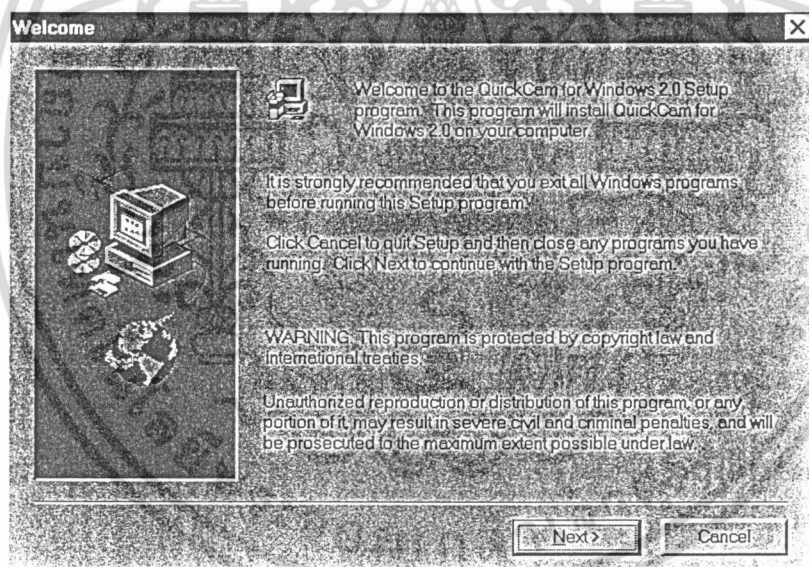 Welcome
Welcome to the QuickCam for Windows 2.0 Setup
program. This program will install QuickCam for
Windows 2.0 on your computer.
It is strongly recommended that you exit all Windows programs
before running this Setup program.
Click Cancel to quit Setup and then close any programs you have
running. Click Next to continue with the Setup program.
WARNING: This program is protected by copyright law and
international treaties.
Unauthorized reproduction or distribution of this program, or any
portion of it, may result in severe civil and criminal penalties, and will
be prosecuted to the maximum extent possible under law.
Next >
Cancel